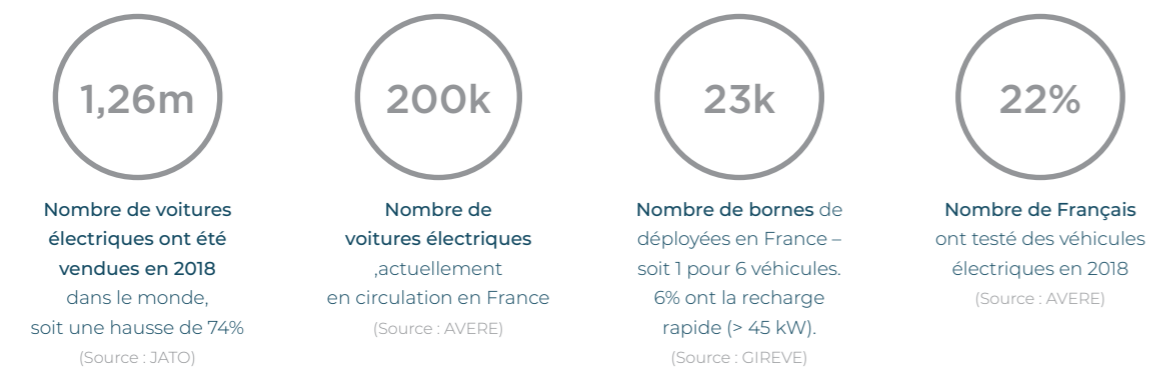 1,26m
Nombre de voitures
électriques ont été
vendues en 2018
dans le monde,
soit une hausse de 74%
(Source : JATO)
200k
Nombre de
voitures électriques
,actuellement
en circulation en France
(Source : AVERE)
23k
Nombre de bornes de
déployées en France –
soit 1 pour 6 véhicules.
6% ont la recharge
rapide (> 45 kW).
(Source : GIREVE)
22%
Nombre de Français
ont testé des véhicules
électriques en 2018
(Source : AVERE)